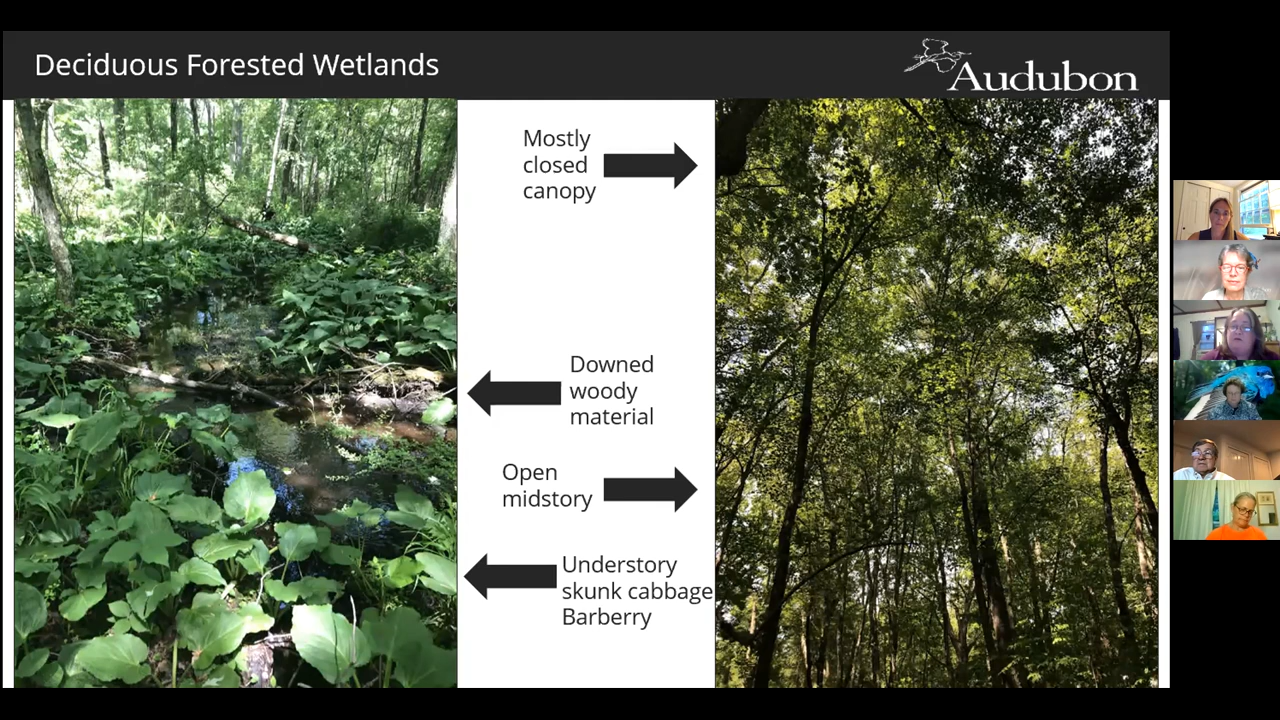 Deciduous Forested Wetlands
Audubon
Mostly
closed
canopy
Downed
woody
material
Open
midstory
Understory
skunk cabbage
Barberry